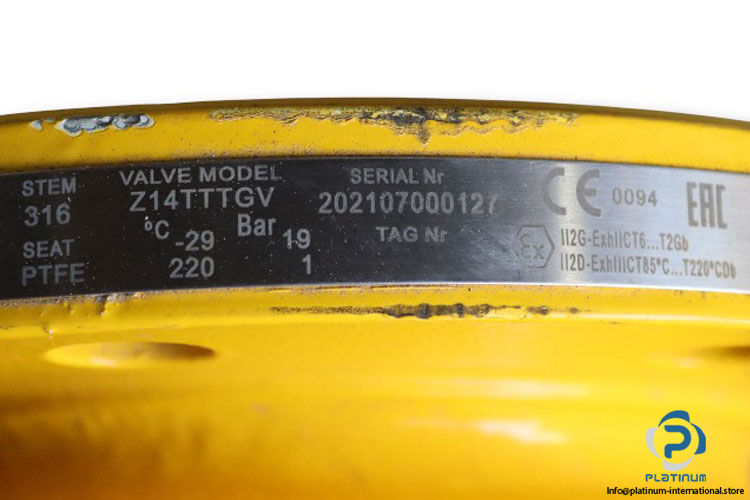 STEM
316
SEAT
PTFE
VALVE MODEL
Z14TTTGV
°C -29 Bar 19
220 1
SERIAL Nr
202107000127
TAG Nr
CE 0094
EAC
Ex
II2G-ExhIICT6...T2Gb
II2D-ExhIIICT85°C...T220°CDb
PLATINUM
Info@platinum-international.store